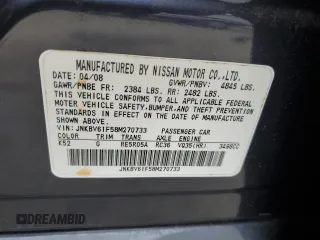 MANUFACTURED BY NISSAN MOTOR CO.,LTD.
DATE: 04/08 GVWR/PNBV: 4845 LBS.
GAWR/PNBE FR: 2384 LBS. RR: 2482 LBS.
THIS VEHICLE CONFORMS TO ALL APPLICABLE FEDERAL
MOTOR VEHICLE SAFETY, BUMPER, AND THEFT PREVENTION
STANDARDS IN EFFECT ON THE DATE OF
MANUFACTURE SHOWN ABOVE.
VIN: JNKBV61F58M270733 PASSENGER CAR
COLOR TRIM TRANS AXLE ENGINE
K52 G RE5R05A RC36 VQ35(HR) 3498CC
JNKBV61F58M270733
DREAMBID